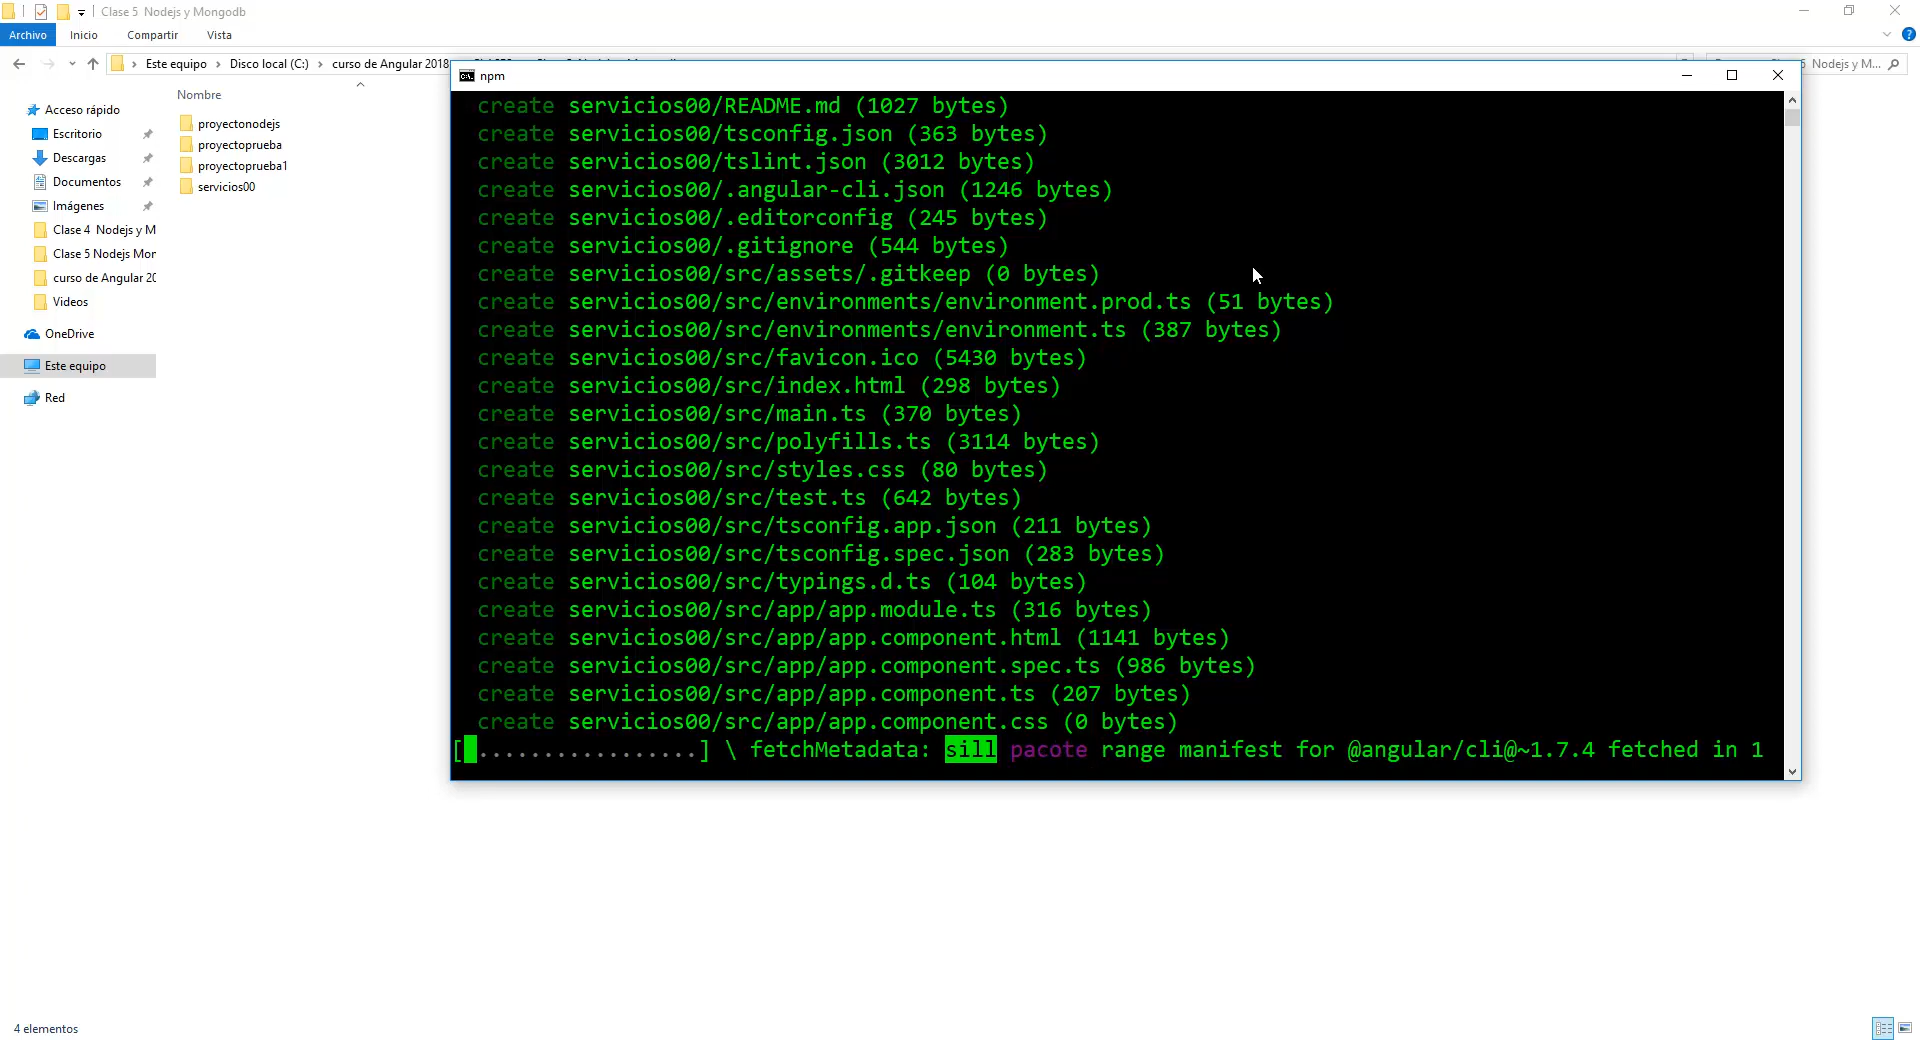 Clase 5 Nodejs y Mongodb
Archivo
Inicio
Compartir
Vista
Este equipo
Disco local (C:)
curso de Angular 2018
Nodejs y M...
Acceso rápido
Escritorio
Descargas
Documentos
Imágenes
Clase 4 Nodejs y M
Clase 5 Nodejs Mon
curso de Angular 20
Videos
OneDrive
Este equipo
Red
Nombre
proyectonodejs
proyectoprueba
proyectoprueba1
servicios00
npm
create servicios00/README.md (1027 bytes)
create servicios00/tsconfig.json (363 bytes)
create servicios00/tslint.json (3012 bytes)
create servicios00/.angular-cli.json (1246 bytes)
create servicios00/.editorconfig (245 bytes)
create servicios00/.gitignore (544 bytes)
create servicios00/src/assets/.gitkeep (0 bytes)
create servicios00/src/environments/environment.prod.ts (51 bytes)
create servicios00/src/environments/environment.ts (387 bytes)
create servicios00/src/favicon.ico (5430 bytes)
create servicios00/src/index.html (298 bytes)
create servicios00/src/main.ts (370 bytes)
create servicios00/src/polyfills.ts (3114 bytes)
create servicios00/src/styles.css (80 bytes)
create servicios00/src/test.ts (642 bytes)
create servicios00/src/tsconfig.app.json (211 bytes)
create servicios00/src/tsconfig.spec.json (283 bytes)
create servicios00/src/typings.d.ts (104 bytes)
create servicios00/src/app/app.module.ts (316 bytes)
create servicios00/src/app/app.component.html (1141 bytes)
create servicios00/src/app/app.component.spec.ts (986 bytes)
create servicios00/src/app/app.component.ts (207 bytes)
create servicios00/src/app/app.component.css (0 bytes)
[ .................] \ fetchMetadata: sill pacote range manifest for @angular/cli@~1.7.4 fetched in 1
4 elementos